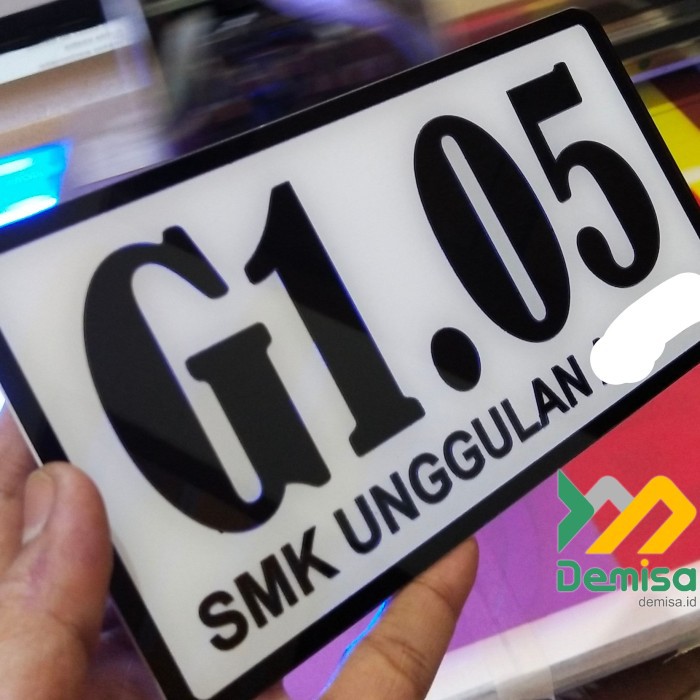 G1.05
SMK UNGGULAN
Demisa
demisa.id